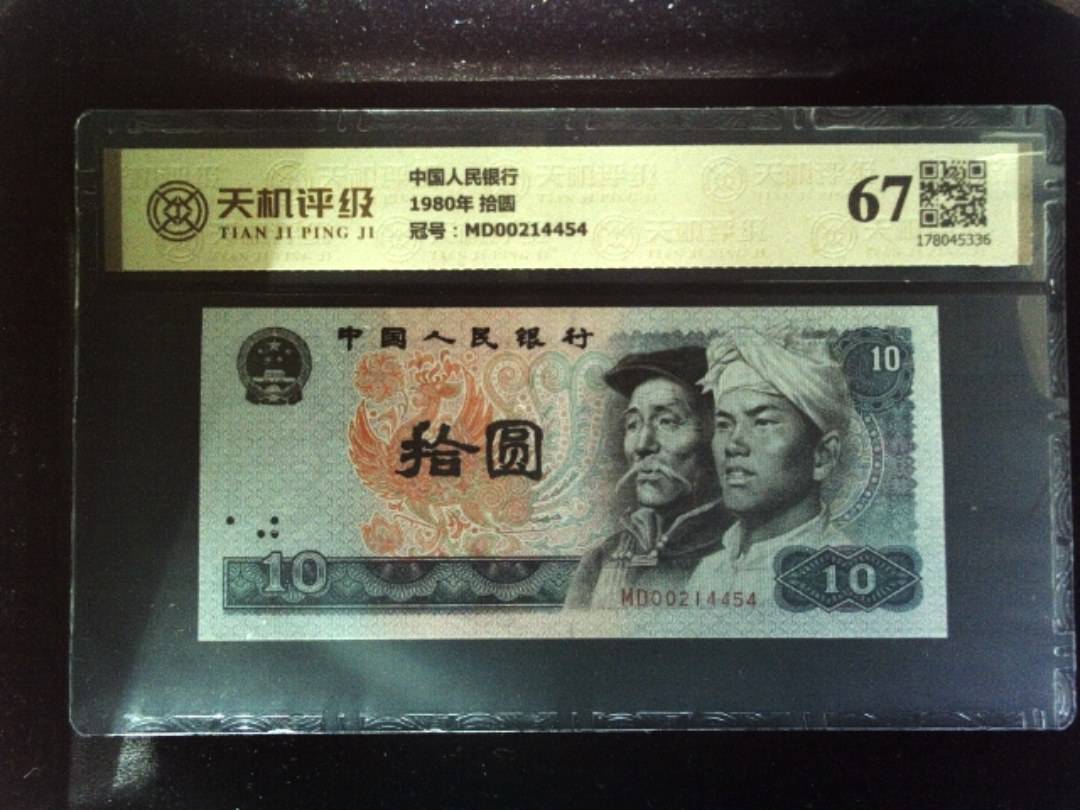 天机评级
TIAN JI PING JI
中国人民银行
1980年 拾圆
冠号：MD00214454
67
178045336
中国人民银行
10
拾圆
10
10
MD00214454